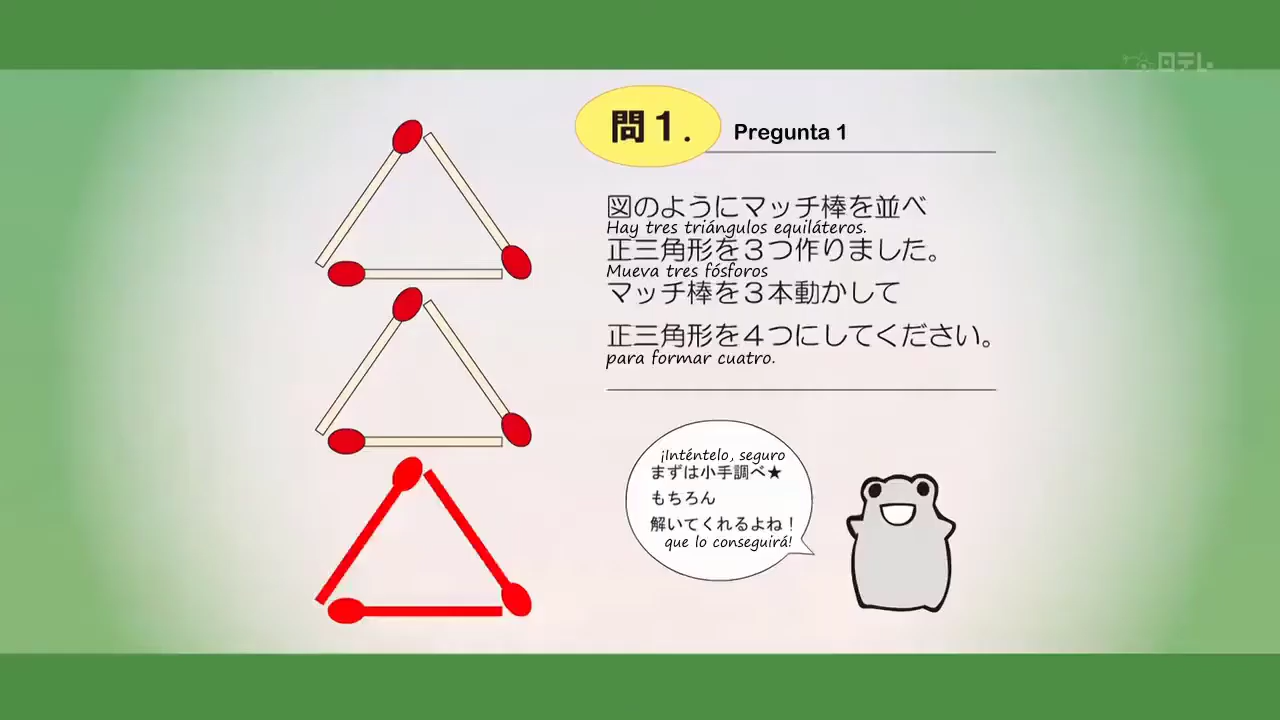 日テレ
問1.
Pregunta 1
図のようにマッチ棒を並べ
Hay tres triángulos equiláteros.
正三角形を3つ作りました。
Mueva tres fósforos
マッチ棒を3本動かして
正三角形を4つにしてください。
para formar cuatro.
¡Inténtelo, seguro
まずは小手調べ★
もちろん
解いてくれるよね！
que lo conseguirá!